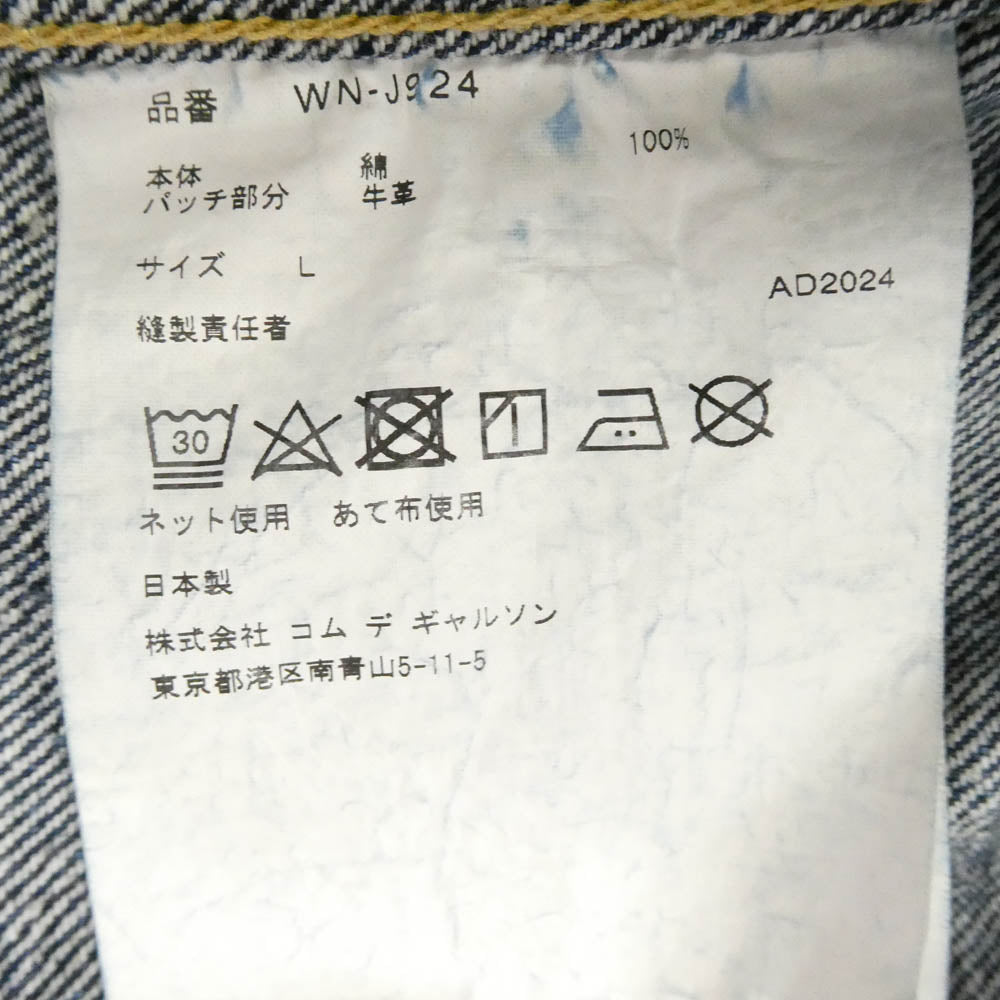 品番 WN-J924
本体 綿 100%
パッチ部分 牛革
サイズ L
AD2024
縫製責任者
30
ネット使用 あて布使用
日本製
株式会社 コム デ ギャルソン
東京都港区南青山5-11-5